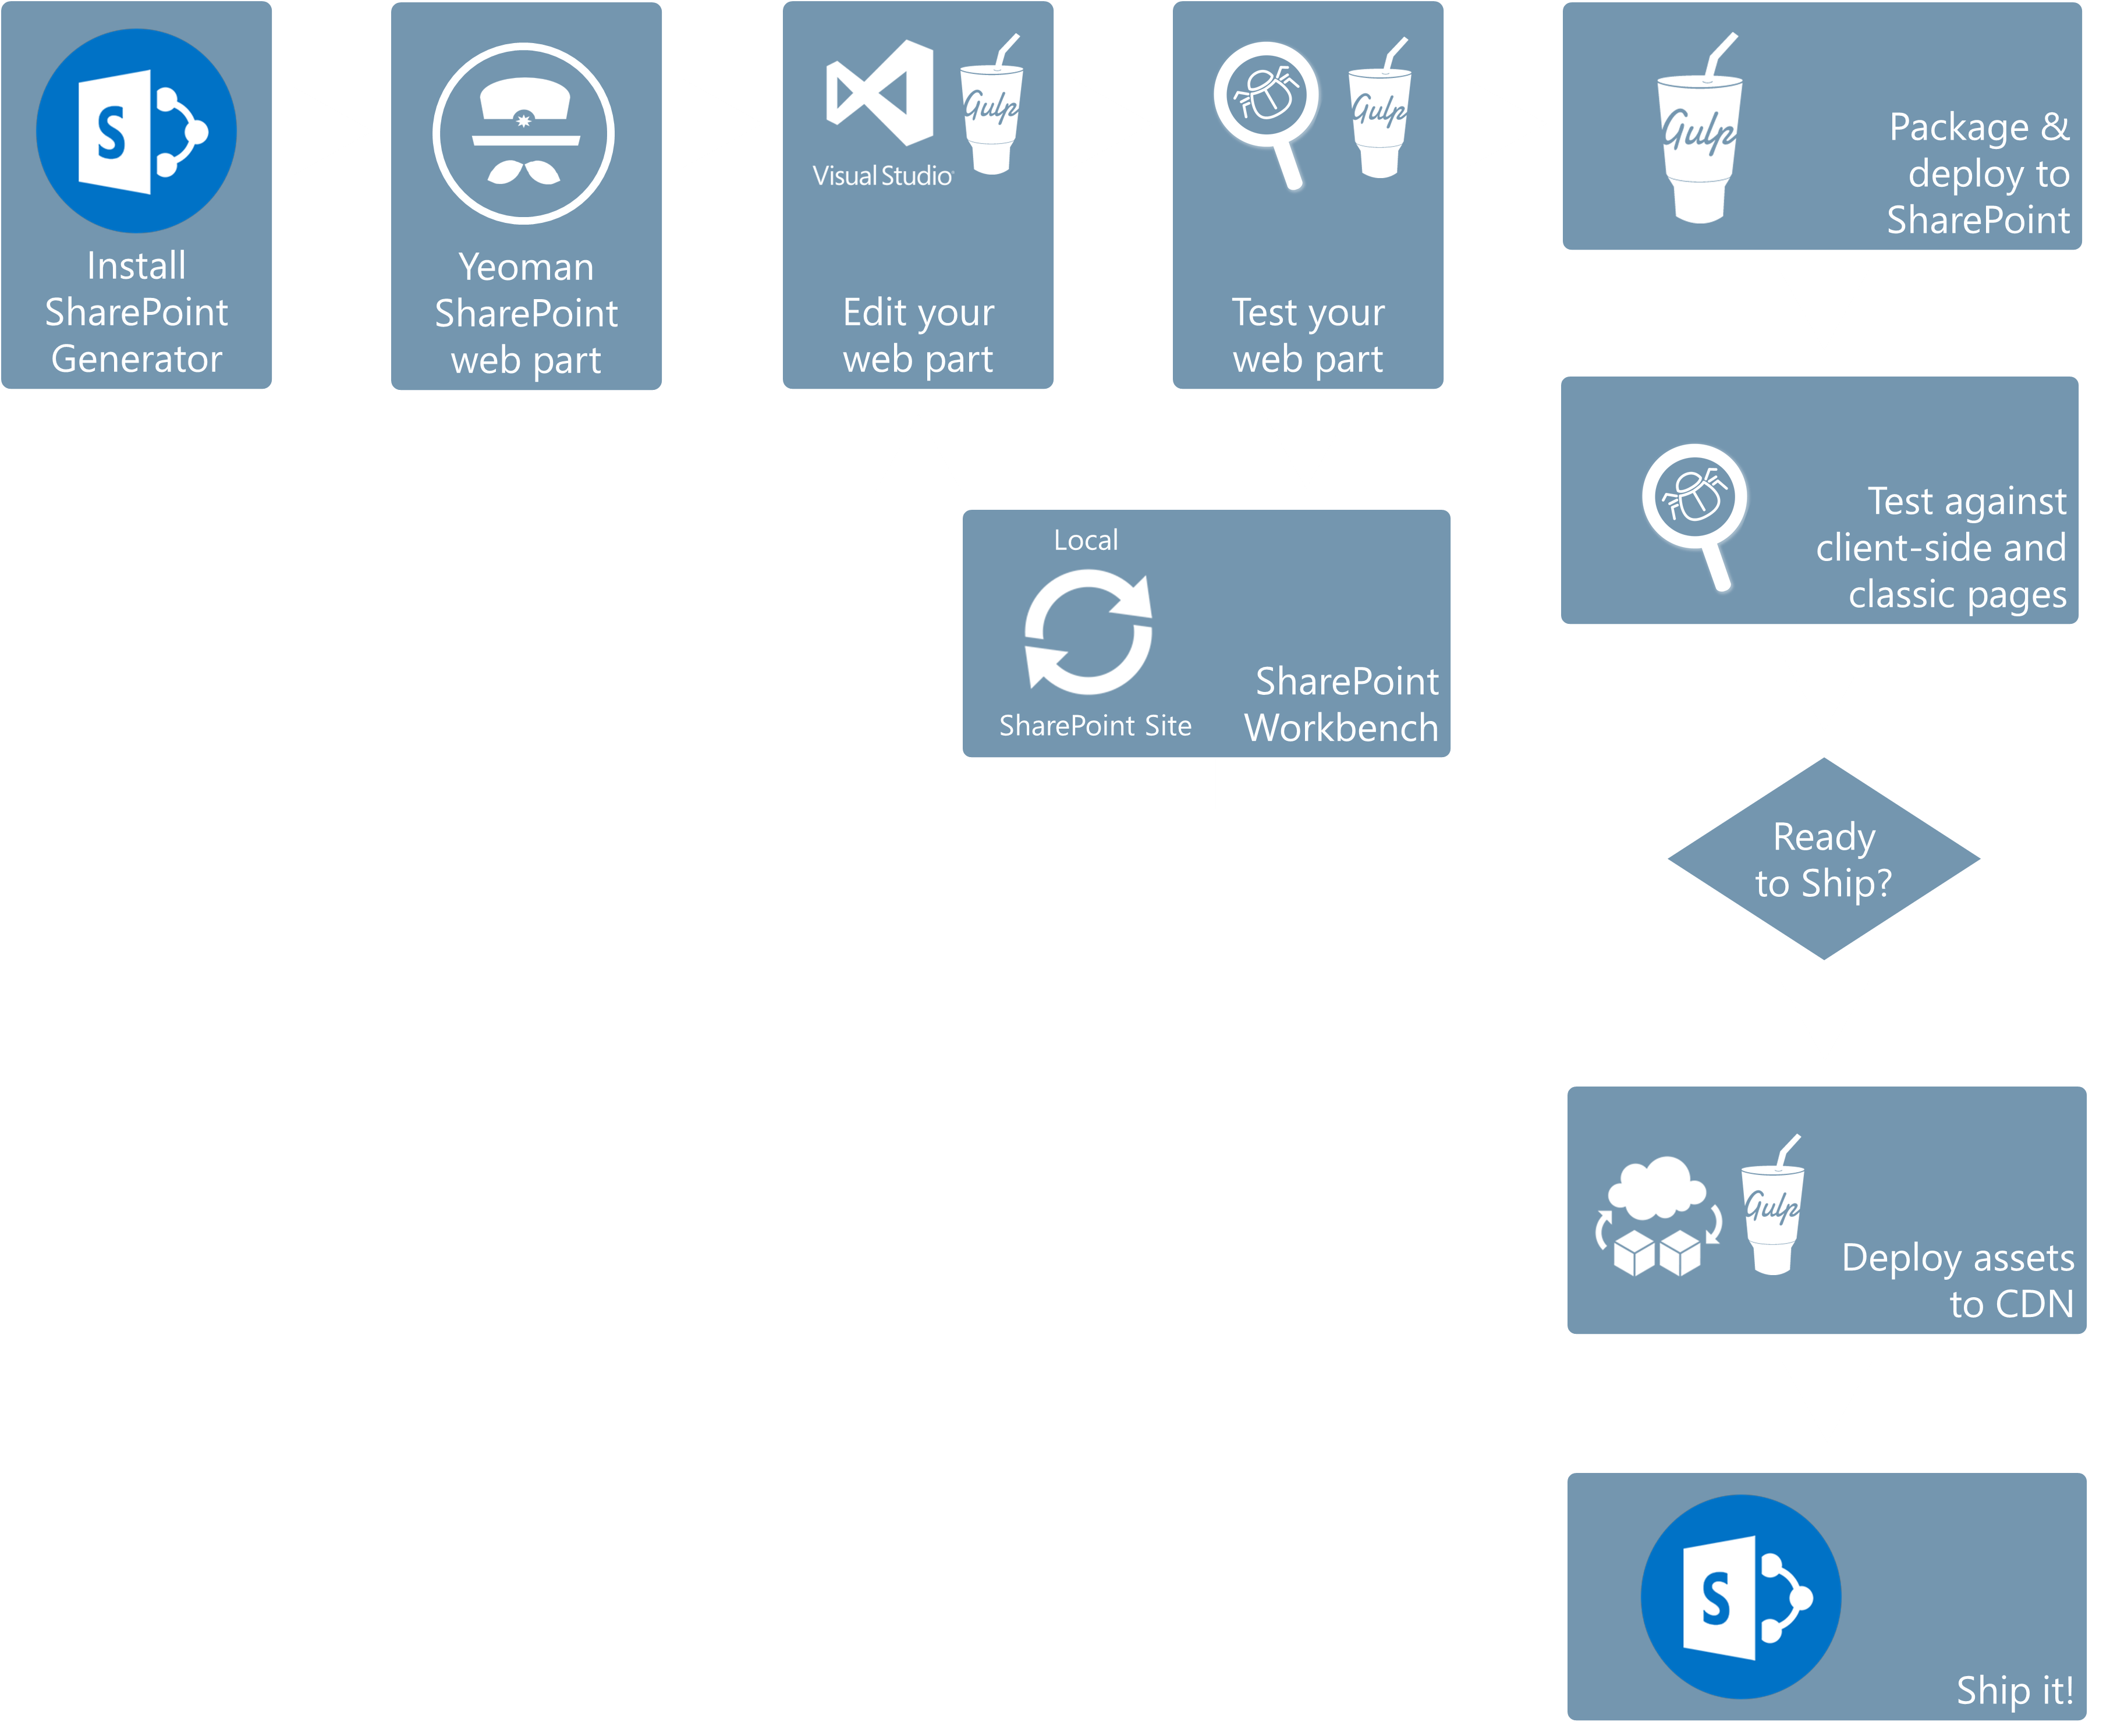 Install
SharePoint
Generator
Yeoman
SharePoint
web part
Visual Studio
Gulp
Edit your
web part
Gulp
Test your
web part
Gulp
Package &
deploy to
SharePoint
Test against
client-side and
classic pages
Local
SharePoint Site
SharePoint
Workbench
Ready
to Ship?
Gulp
Deploy assets
to CDN
S
Ship it!